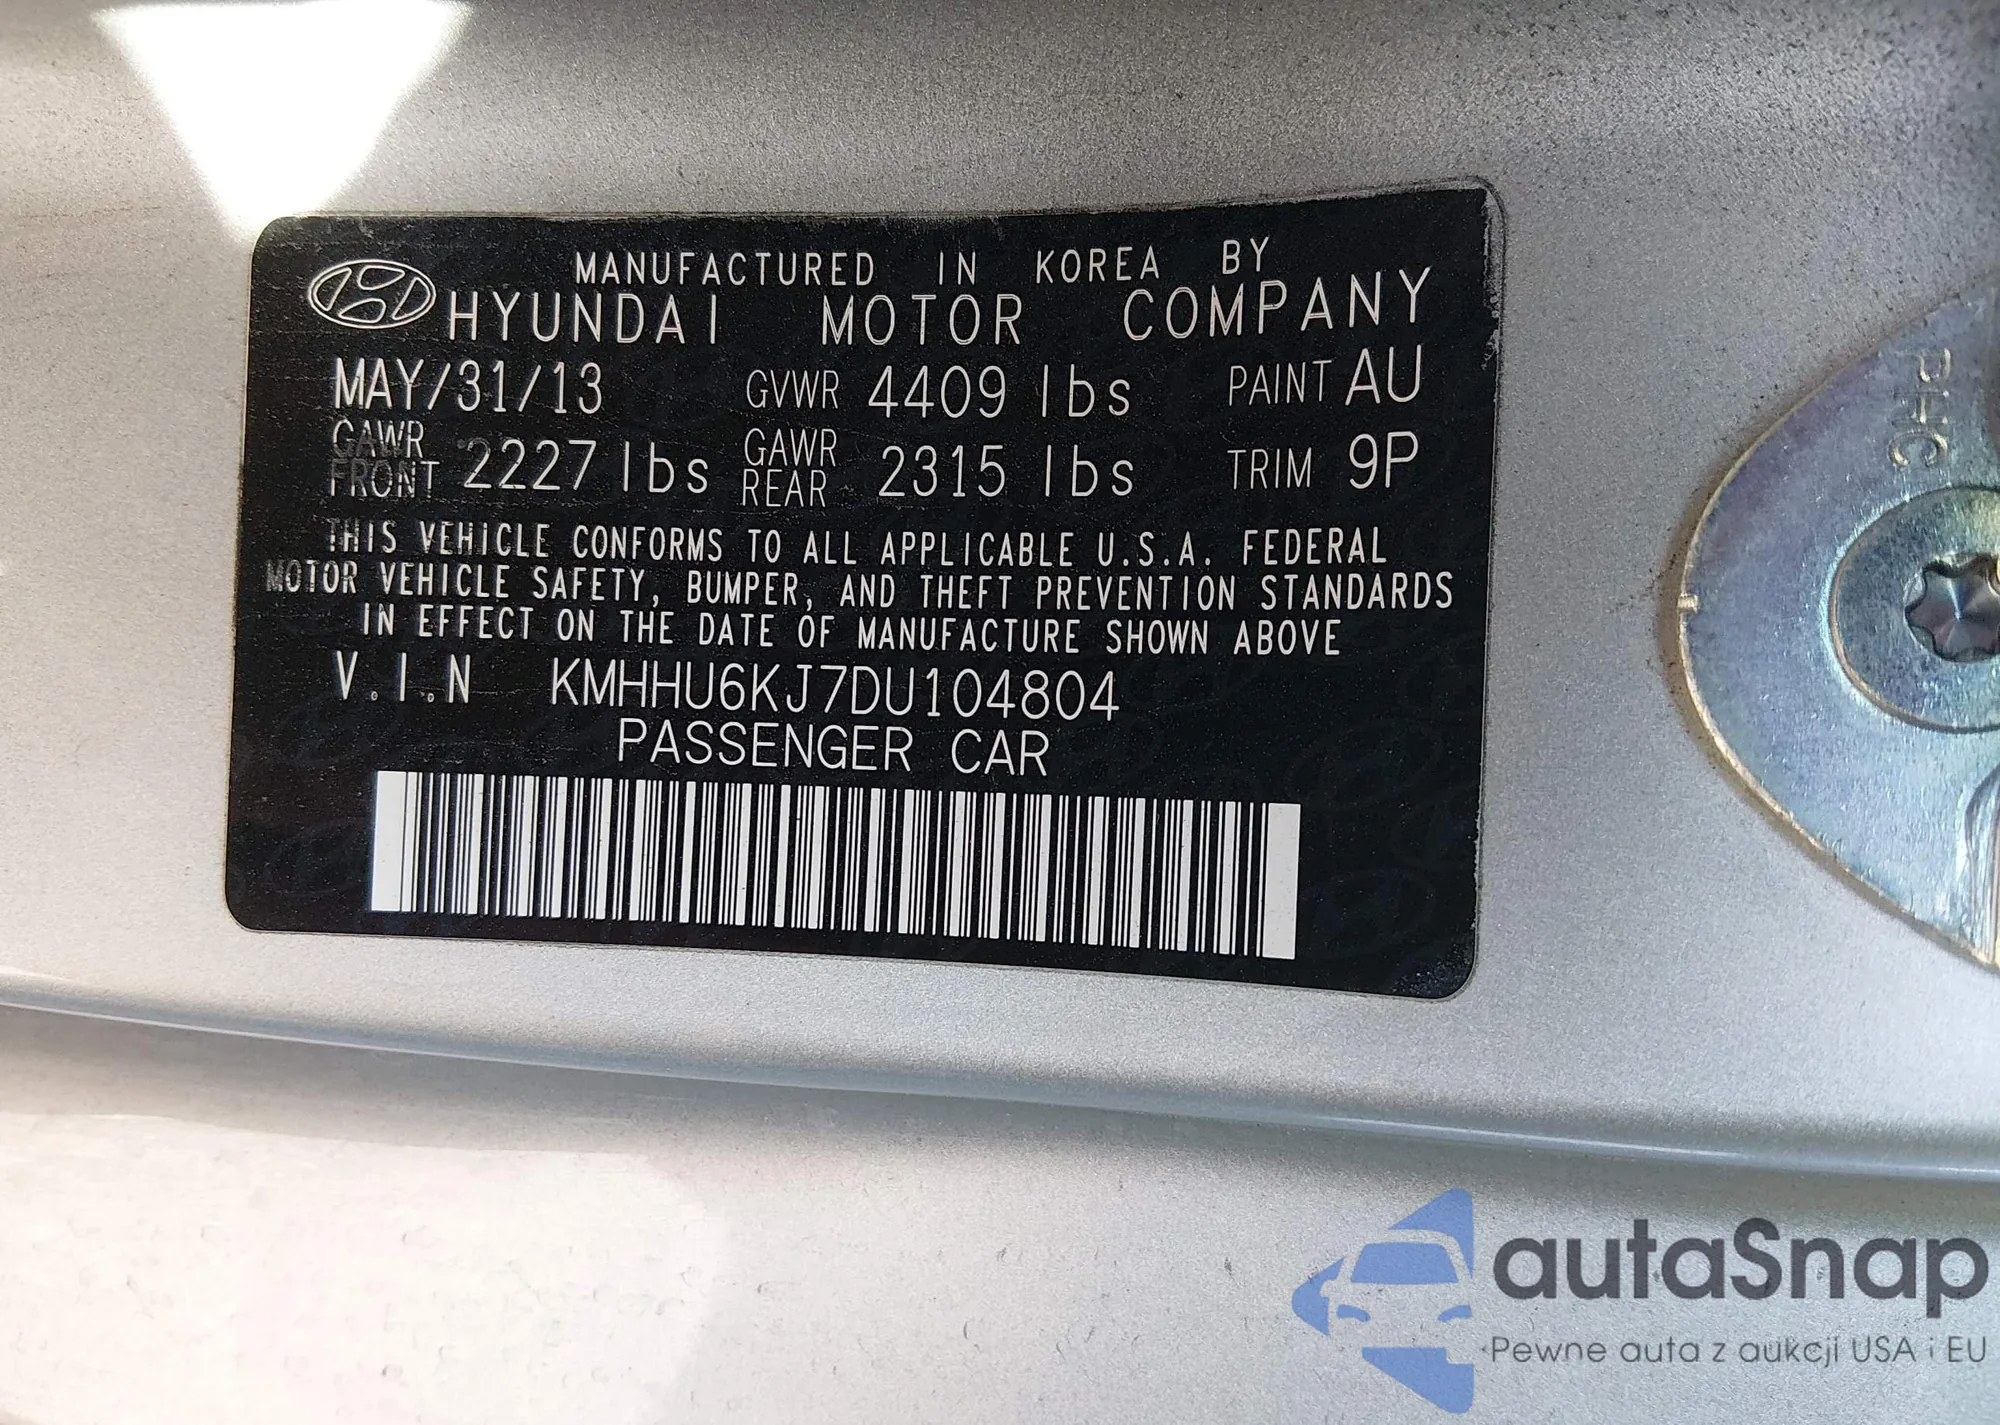 MANUFACTURED IN KOREA BY
HYUNDAI MOTOR COMPANY
MAY/31/13 GVWR 4409 lbs PAINT AU
GAWR FRONT 2227 lbs GAWR REAR 2315 lbs TRIM 9P
THIS VEHICLE CONFORMS TO ALL APPLICABLE U.S.A. FEDERAL
MOTOR VEHICLE SAFETY, BUMPER, AND THEFT PREVENTION STANDARDS
IN EFFECT ON THE DATE OF MANUFACTURE SHOWN ABOVE
V.I.N KMHHU6KJ7DU104804
PASSENGER CAR
PHC
autaSnap
Pewne auta z aukcji USA i EU